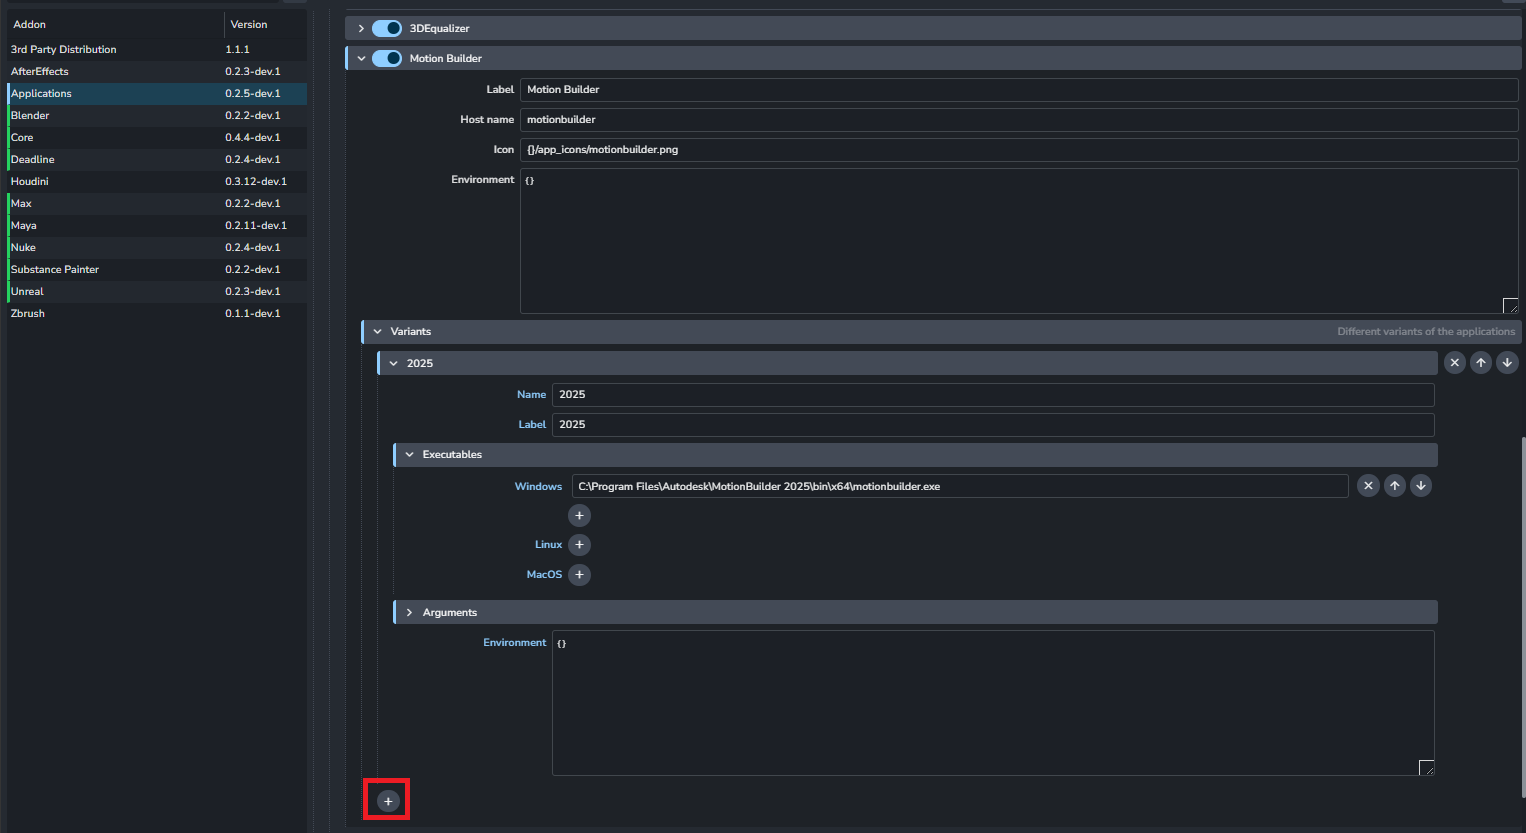 Addon Version
3rd Party Distribution 1.1.1
AfterEffects 0.2.3-dev.1
Applications 0.2.5-dev.1
Blender 0.2.2-dev.1
Core 0.4.4-dev.1
Deadline 0.2.4-dev.1
Houdini 0.3.12-dev.1
Max 0.2.2-dev.1
Maya 0.2.11-dev.1
Nuke 0.2.4-dev.1
Substance Painter 0.2.2-dev.1
Unreal 0.2.3-dev.1
Zbrush 0.1.1-dev.1
3DEqualizer
Motion Builder
Label Motion Builder
Host name motionbuilder
Icon {}/app_icons/motionbuilder.png
Environment {}
Variants Different variants of the applications
2025
Name 2025
Label 2025
Executables
Windows C:\Program Files\Autodesk\MotionBuilder 2025\bin\x64\motionbuilder.exe
+
Linux +
MacOS +
Arguments
Environment {}
+